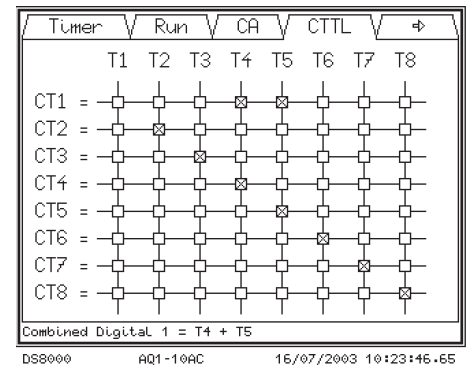 Timer Run CA CTTL
T1 T2 T3 T4 T5 T6 T7 T8
CT1 =
CT2 =
CT3 =
CT4 =
CT5 =
CT6 =
CT7 =
CT8 =
Combined Digital 1 = T4 + T5
DS8000 AQ1-10AC 16/07/2003 10:23:46.65